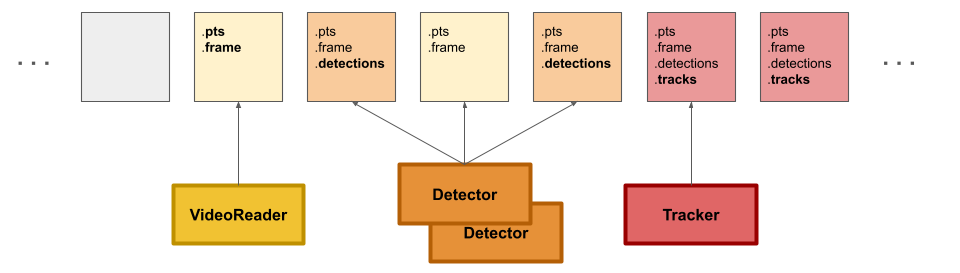 . . .
.pts
.frame
.pts
.frame
.detections
.pts
.frame
.pts
.frame
.detections
.pts
.frame
.detections
.tracks
.pts
.frame
.detections
.tracks
. . .
VideoReader
Detector
Detector
Tracker